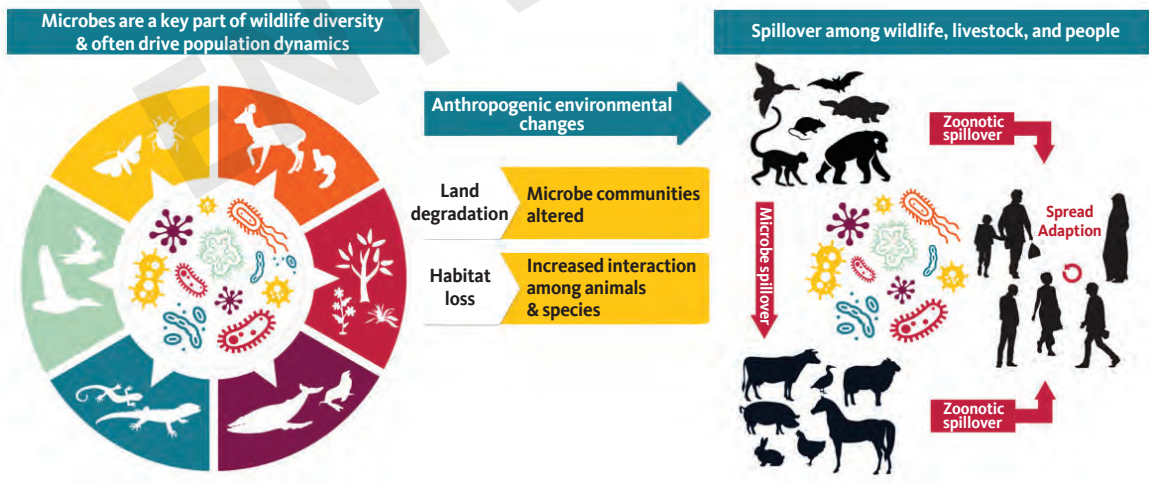 Microbes are a key part of wildlife diversity
& often drive population dynamics
Anthropogenic environmental
changes
Land
degradation
Microbe communities
altered
Habitat
loss
Increased interaction
among animals
& species
Spillover among wildlife, livestock, and people
Zoonotic
spillover
Microbe spillover
Spread
Adaption
Zoonotic
spillover